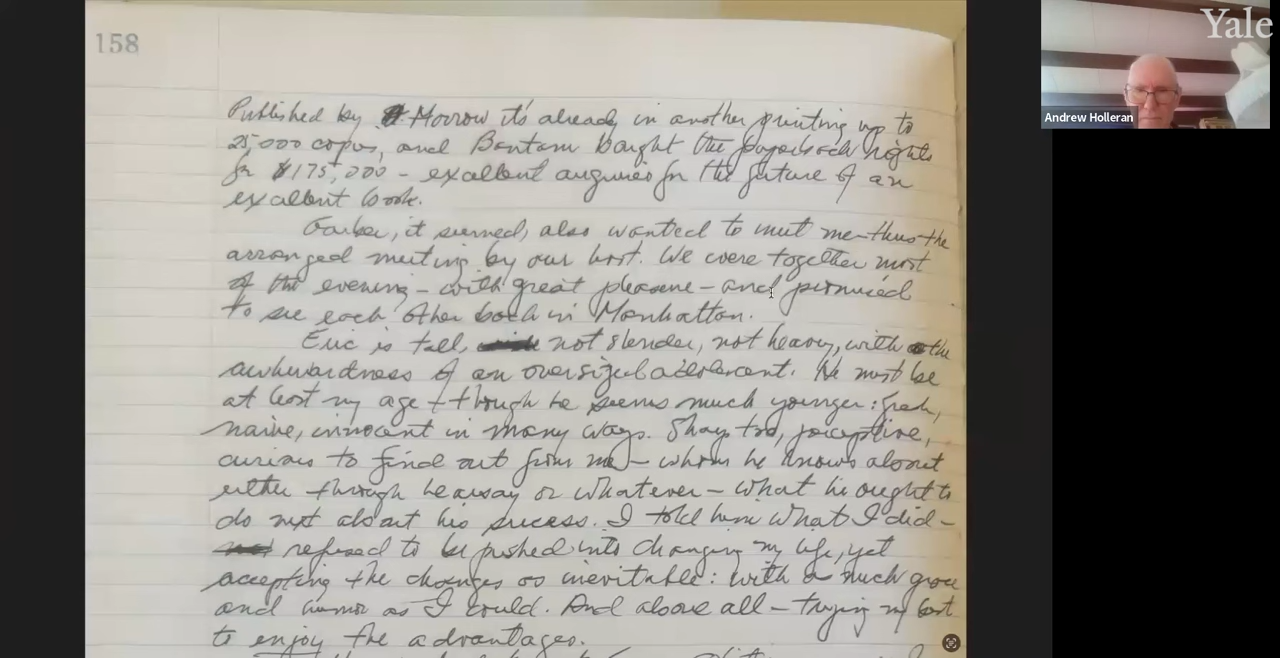 158
Published by Morrow it's already in another printing up to
25,000 copies, and Bantam bought the paperback rights
for $175,000 - excellent auguries for the future of an
excellent book.
Garber, it seemed, also wanted to meet me - thus the
arranged meeting by our host. We were together most
of the evening - with great pleasure - and promised
to see each other back in Manhattan.
Eric is tall, not slender, not heavy, with the
awkwardness of an oversized adolescent. He must be
at least my age - though he seems much younger: fresh,
naive, innocent in many ways. Sharp too, perceptive,
curious to find out from me - whom he knows about
either through hearsay or whatever - what he ought to
do next about his success. I told him what I did -
refused to be pushed into changing my life, yet
accepting the changes as inevitable: with as much grace
and humor as I could. And above all - trying my best
to enjoy the advantages.
Yale
Andrew Holleran